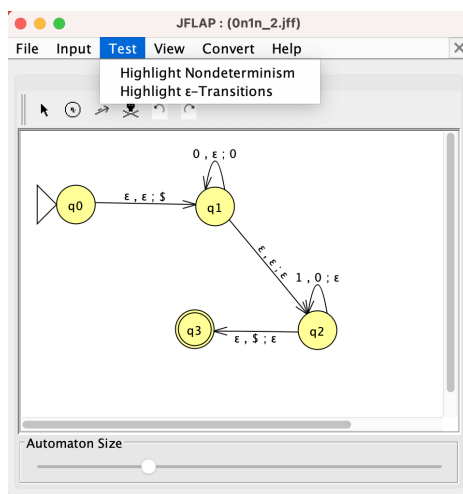 JFLAP : (0n1n_2.jff)
File Input Test View Convert Help
Highlight Nondeterminism
Highlight ε-Transitions
0 , ε ; 0
q0
ε , ε ; $
q1
ε , ε ; ε
1 , 0 ; ε
q3
ε , $ ; ε
q2
Automaton Size